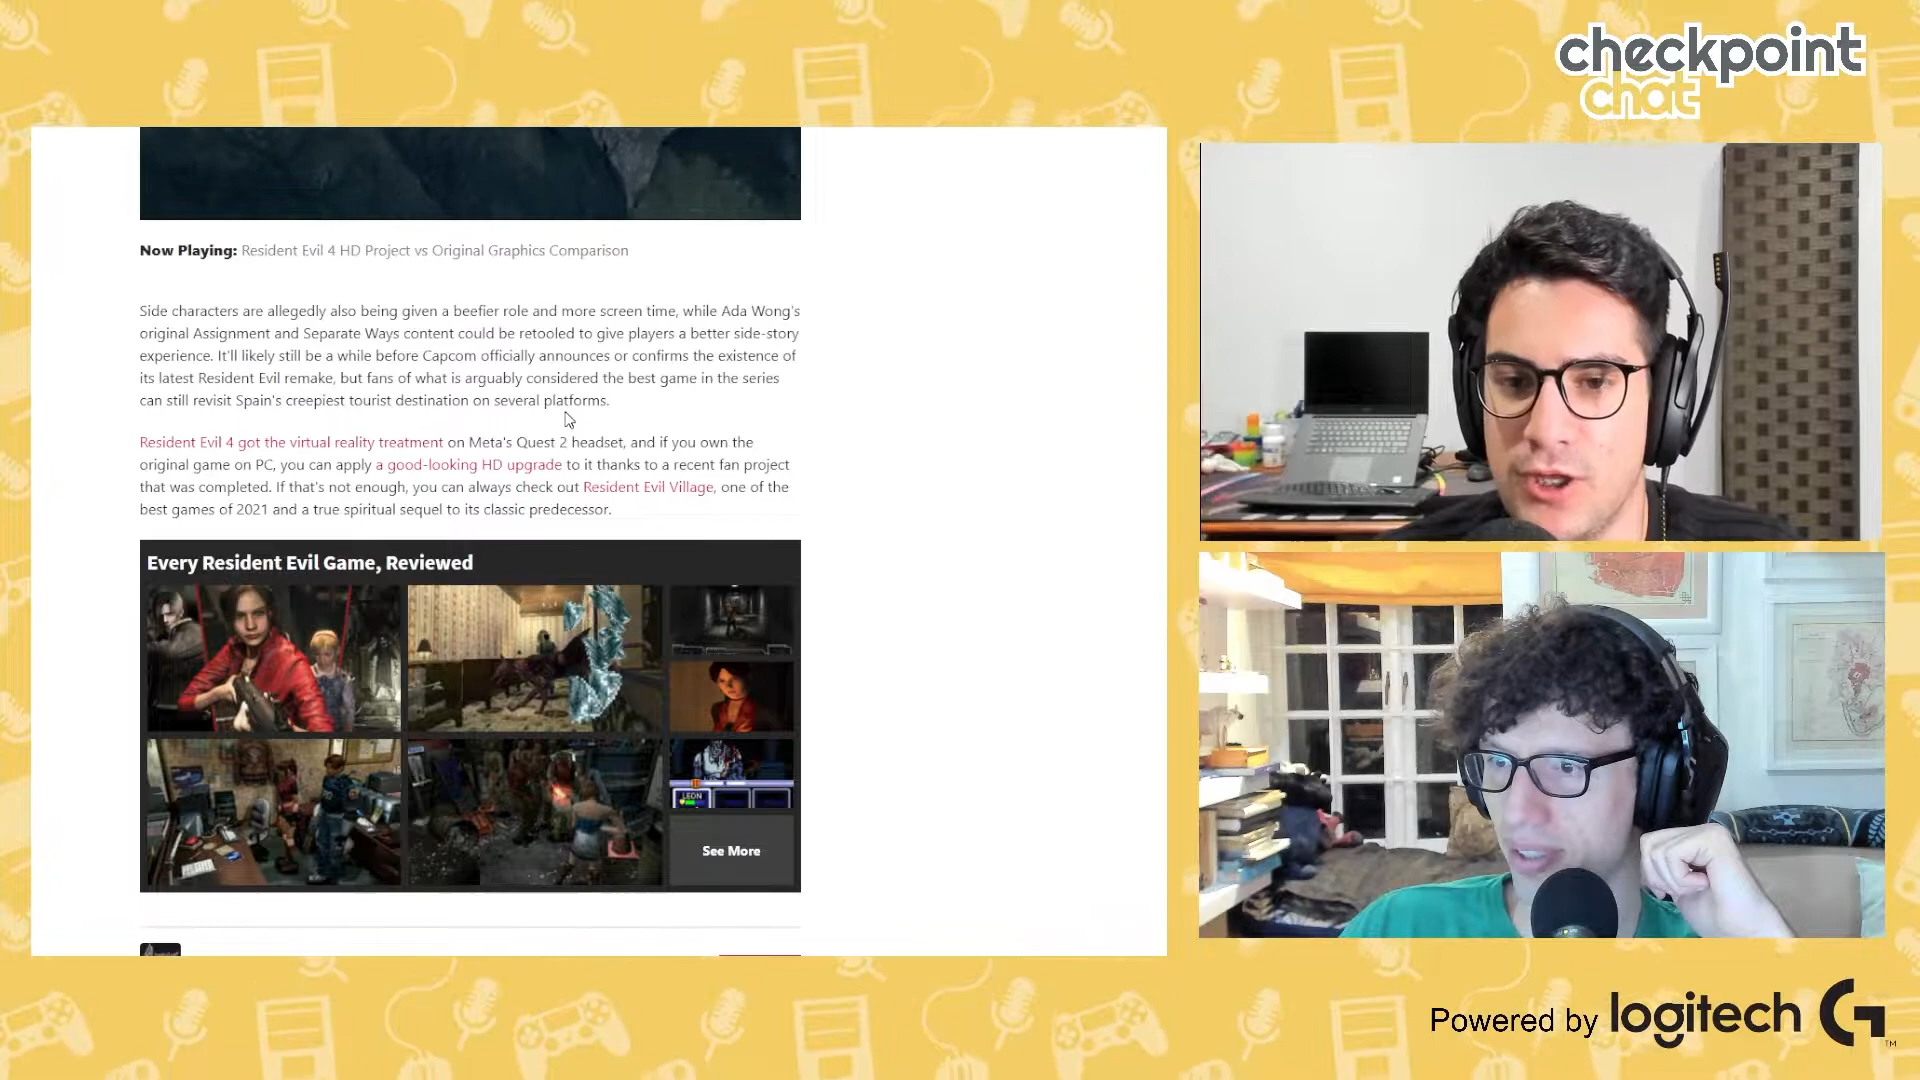 checkpoint
chat
Now Playing: Resident Evil 4 HD Project vs Original Graphics Comparison
Side characters are allegedly also being given a beefier role and more screen time, while Ada Wong's
original Assignment and Separate Ways content could be retooled to give players a better side-story
experience. It'll likely still be a while before Capcom officially announces or confirms the existence of
its latest Resident Evil remake, but fans of what is arguably considered the best game in the series
can still revisit Spain's creepiest tourist destination on several platforms.
Resident Evil 4 got the virtual reality treatment on Meta's Quest 2 headset, and if you own the
original game on PC, you can apply a good-looking HD upgrade to it thanks to a recent fan project
that was completed. If that's not enough, you can always check out Resident Evil Village, one of the
best games of 2021 and a true spiritual sequel to its classic predecessor.
Every Resident Evil Game, Reviewed
LEON
See More
Powered by logitech G™